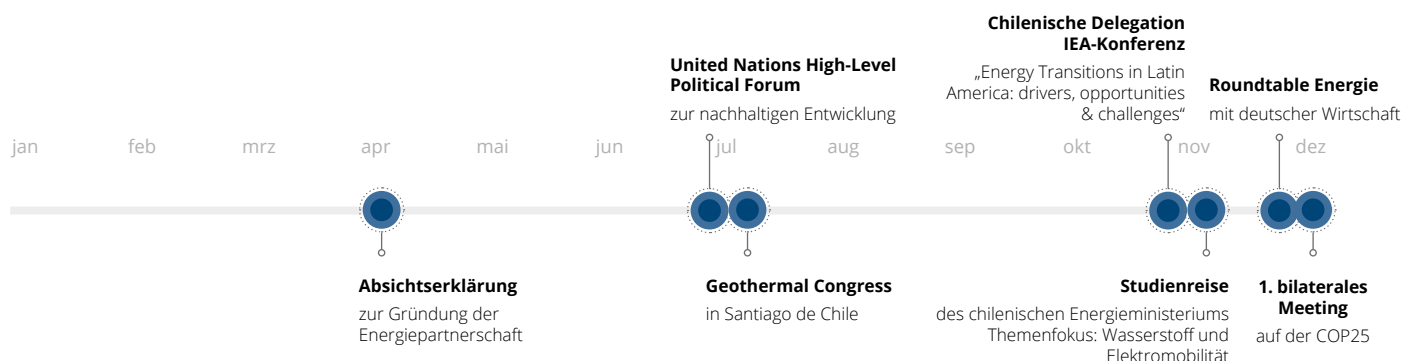 Chilenische Delegation
IEA-Konferenz
„Energy Transitions in Latin
America: drivers, opportunities
& challenges“
United Nations High-Level
Political Forum
zur nachhaltigen Entwicklung
Roundtable Energie
mit deutscher Wirtschaft
jan feb mrz apr mai jun jul aug sep okt nov dez
Absichtserklärung
zur Gründung der
Energiepartnerschaft
Geothermal Congress
in Santiago de Chile
Studienreise
des chilenischen Energieministeriums
Themenfokus: Wasserstoff und
Elektromobilität
1. bilaterales
Meeting
auf der COP25